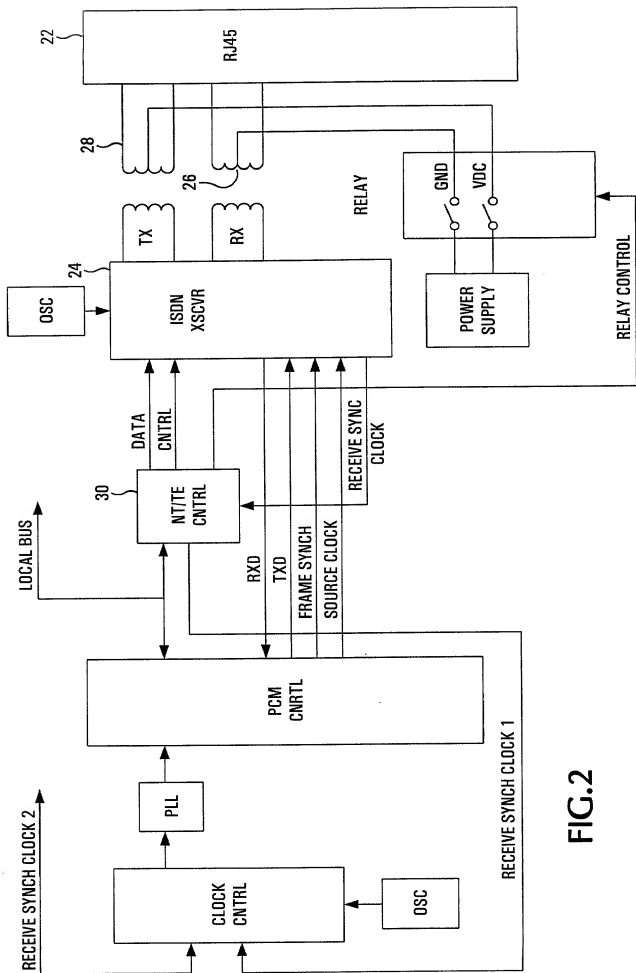 22
RJ45
28
26
TX
RX
24
OSC
ISDN
XSCVR
RELAY
GND
VDC
POWER
SUPPLY
RELAY CONTROL
DATA
CNTRL
30
NT/TE
CNTRL
LOCAL BUS
RXD
TXD
FRAME SYNCH
SOURCE CLOCK
RECEIVE SYNC
CLOCK
PCM
CNRTL
PLL
CLOCK
CNTRL
OSC
RECEIVE SYNCH CLOCK 2
RECEIVE SYNCH CLOCK 1
FIG.2